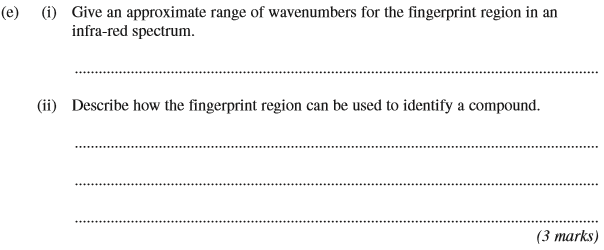 (e) (i) Give an approximate range of wavenumbers for the fingerprint region in an
infra-red spectrum.
(ii) Describe how the fingerprint region can be used to identify a compound.
(3 marks)